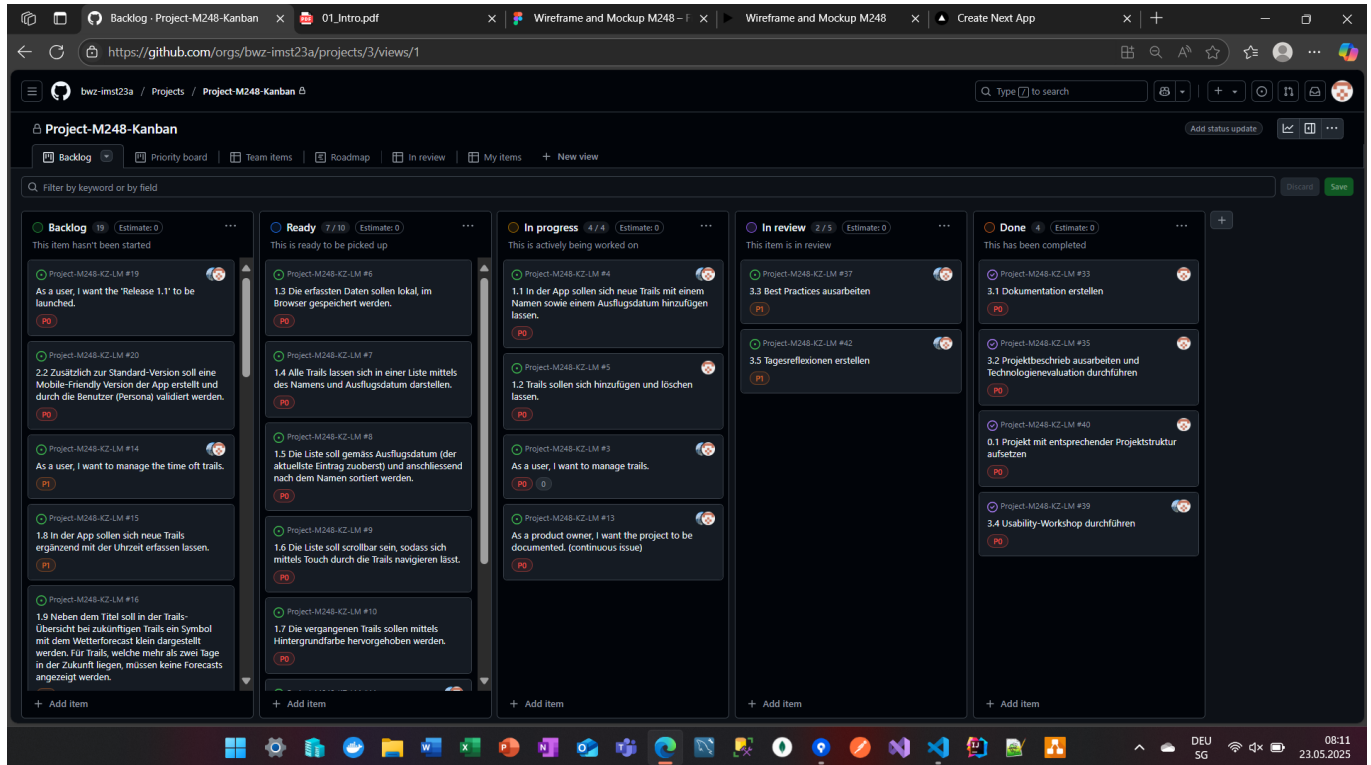 Backlog · Project-M248-Kanban
01_Intro.pdf
Wireframe and Mockup M248 – F
Wireframe and Mockup M248
Create Next App
https://github.com/orgs/bwz-imst23a/projects/3/views/1
bwz-imst23a / Projects / Project-M248-Kanban
Type / to search
Project-M248-Kanban
Add status update
Backlog
Priority board
Team items
Roadmap
In review
My items
+ New view
Filter by keyword or by field
Discard
Save
Backlog 19 Estimate: 0
This item hasn't been started
Project-M248-KZ-LM #19
As a user, I want the 'Release 1.1' to be
launched.
P0
Project-M248-KZ-LM #20
2.2 Zusätzlich zur Standard-Version soll eine
Mobile-Friendly Version der App erstellt und
durch die Benutzer (Persona) validiert werden.
P0
Project-M248-KZ-LM #14
As a user, I want to manage the time oft trails.
P1
Project-M248-KZ-LM #15
1.8 In der App sollen sich neue Trails
ergänzend mit der Uhrzeit erfassen lassen.
P1
Project-M248-KZ-LM #16
1.9 Neben dem Titel soll in der Trails-
Übersicht bei zukünftigen Trails ein Symbol
mit dem Wetterforecast klein dargestellt
werden. Für Trails, welche mehr als zwei Tage
in der Zukunft liegen, müssen keine Forecasts
angezeigt werden.
+ Add item
Ready 7 / 10 Estimate: 0
This is ready to be picked up
Project-M248-KZ-LM #6
1.3 Die erfassten Daten sollen lokal, im
Browser gespeichert werden.
P0
Project-M248-KZ-LM #7
1.4 Alle Trails lassen sich in einer Liste mittels
des Namens und Ausflugsdatum darstellen.
P0
Project-M248-KZ-LM #8
1.5 Die Liste soll gemäss Ausflugsdatum (der
aktuellste Eintrag zuoberst) und anschliessend
nach dem Namen sortiert werden.
P0
Project-M248-KZ-LM #9
1.6 Die Liste soll scrollbar sein, sodass sich
mittels Touch durch die Trails navigieren lässt.
P0
Project-M248-KZ-LM #10
1.7 Die vergangenen Trails sollen mittels
Hintergrundfarbe hervorgehoben werden.
P0
+ Add item
In progress 4 / 4 Estimate: 0
This is actively being worked on
Project-M248-KZ-LM #4
1.1 In der App sollen sich neue Trails mit einem
Namen sowie einem Ausflugsdatum hinzufügen
lassen.
P0
Project-M248-KZ-LM #5
1.2 Trails sollen sich hinzufügen und löschen
lassen.
P0
Project-M248-KZ-LM #3
As a user, I want to manage trails.
P0 0
Project-M248-KZ-LM #13
As a product owner, I want the project to be
documented. (continuous issue)
P0
+ Add item
In review 2 / 5 Estimate: 0
This item is in review
Project-M248-KZ-LM #37
3.3 Best Practices ausarbeiten
P1
Project-M248-KZ-LM #42
3.5 Tagesreflexionen erstellen
P1
+ Add item
Done 4 Estimate: 0
This has been completed
Project-M248-KZ-LM #33
3.1 Dokumentation erstellen
P0
Project-M248-KZ-LM #35
3.2 Projektbeschrieb ausarbeiten und
Technologienevaluation durchführen
P0
Project-M248-KZ-LM #40
0.1 Projekt mit entsprechender Projektstruktur
aufsetzen
P0
Project-M248-KZ-LM #39
3.4 Usability-Workshop durchführen
P0
+ Add item
DEU
SG
08:11
23.05.2025